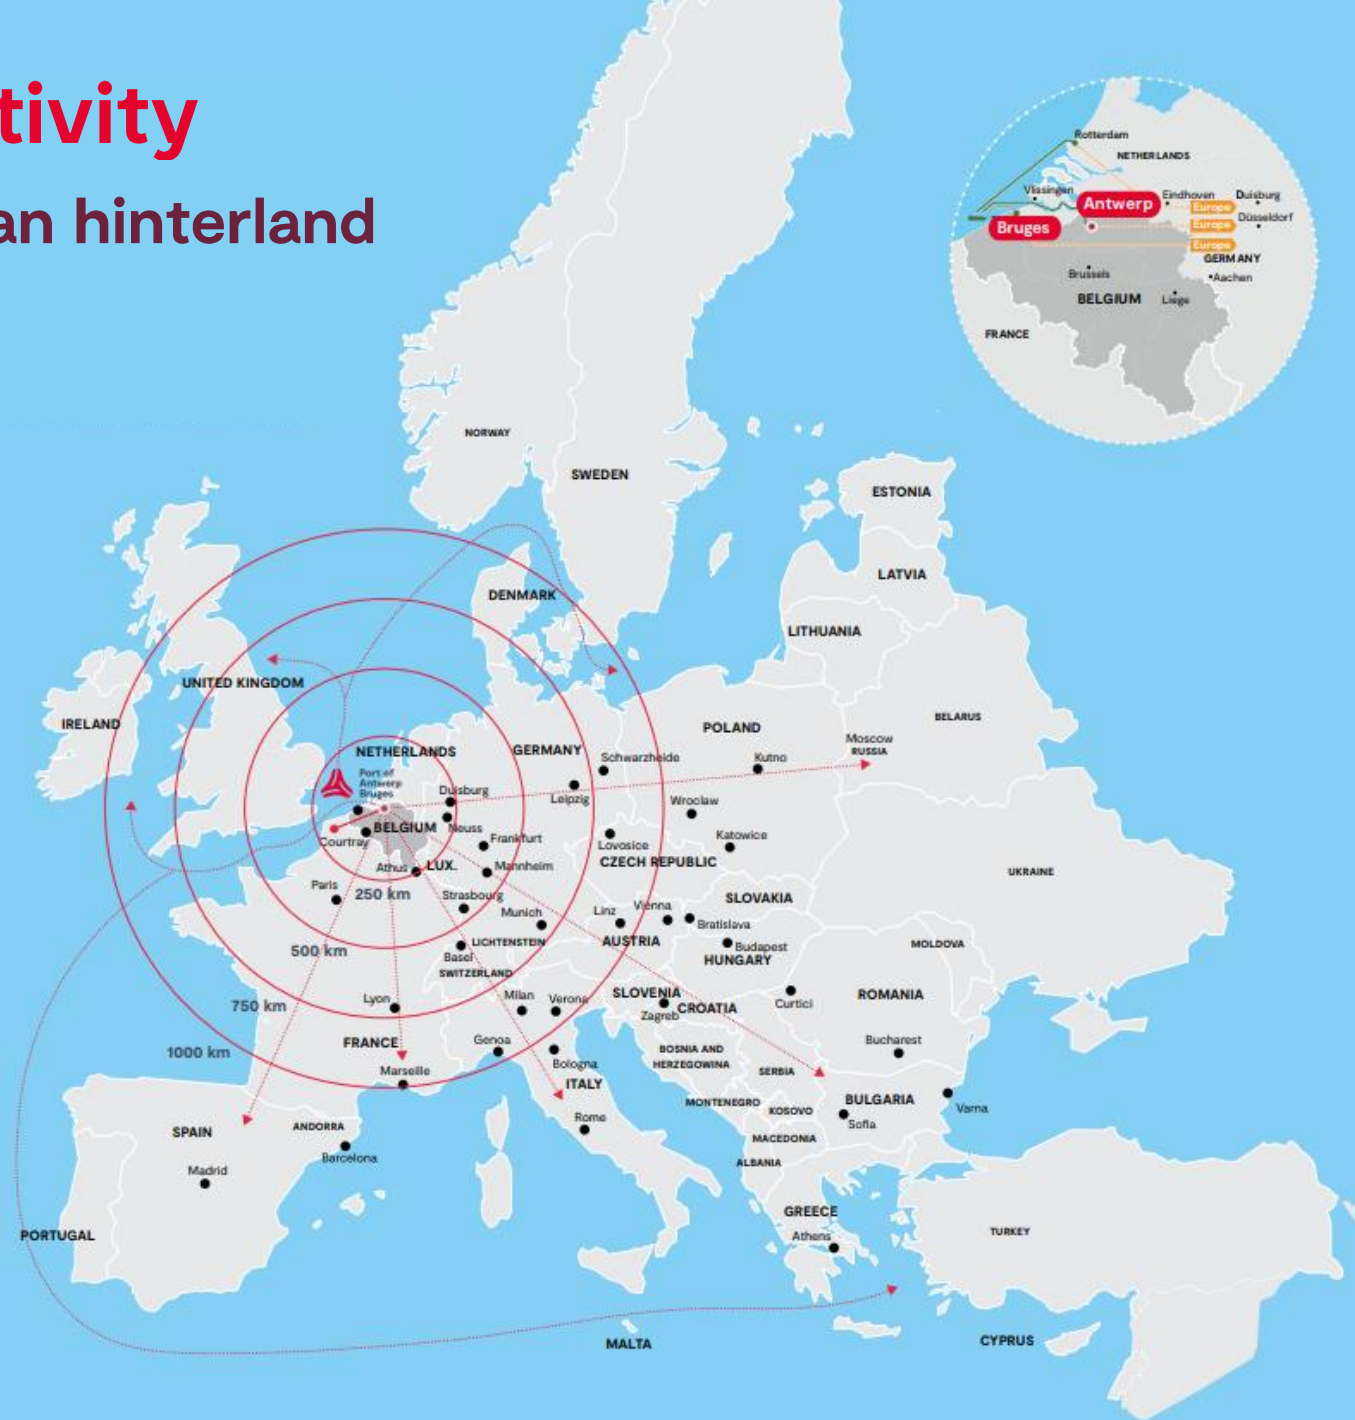 tivity
an hinterland
Rotterdam
NETHERLANDS
Vlissingen
Antwerp
Eindhoven
Duisburg
Europe
Düsseldorf
Europe
Bruges
Europe
GERMANY
Brussels
Aachen
BELGIUM
Liege
FRANCE
NORWAY
SWEDEN
ESTONIA
LATVIA
DENMARK
LITHUANIA
UNITED KINGDOM
IRELAND
BELARUS
POLAND
Moscow
RUSSIA
NETHERLANDS
GERMANY
Schwarzheide
Kutno
Port of
Antwerp
Bruges
Duisburg
Leipzig
Wroclaw
BELGIUM
Neuss
Courtray
Frankfurt
Lovosice
Katowice
CZECH REPUBLIC
Athus
LUX.
Mannheim
UKRAINE
Paris
250 km
Strasbourg
SLOVAKIA
Munich
Linz
Vienna
Bratislava
LICHTENSTEIN
AUSTRIA
Budapest
MOLDOVA
500 km
Basel
HUNGARY
SWITZERLAND
Lyon
Milan
Verona
SLOVENIA
Zagreb
CROATIA
Curtici
ROMANIA
750 km
FRANCE
Genoa
Bucharest
1000 km
Bologna
BOSNIA AND
HERZEGOWINA
SERBIA
Marseille
ITALY
MONTENEGRO
KOSOVO
BULGARIA
Varna
Rome
Sofia
SPAIN
ANDORRA
MACEDONIA
Barcelona
Madrid
ALBANIA
GREECE
PORTUGAL
Athens
TURKEY
MALTA
CYPRUS